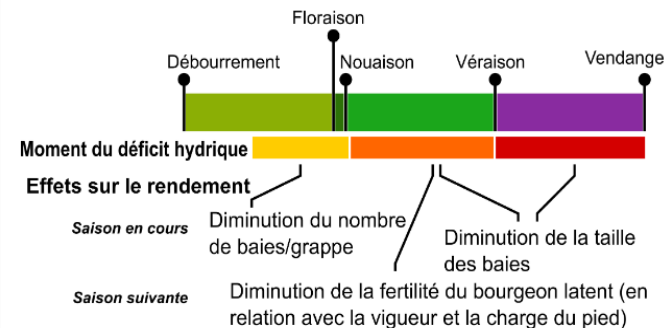 Floraison
Débourrement
Nouaison
Véraison
Vendange
Moment du déficit hydrique
Effets sur le rendement
Saison en cours
Diminution du nombre
de baies/grappe
Diminution de la taille
des baies
Saison suivante
Diminution de la fertilité du bourgeon latent (en
relation avec la vigueur et la charge du pied)